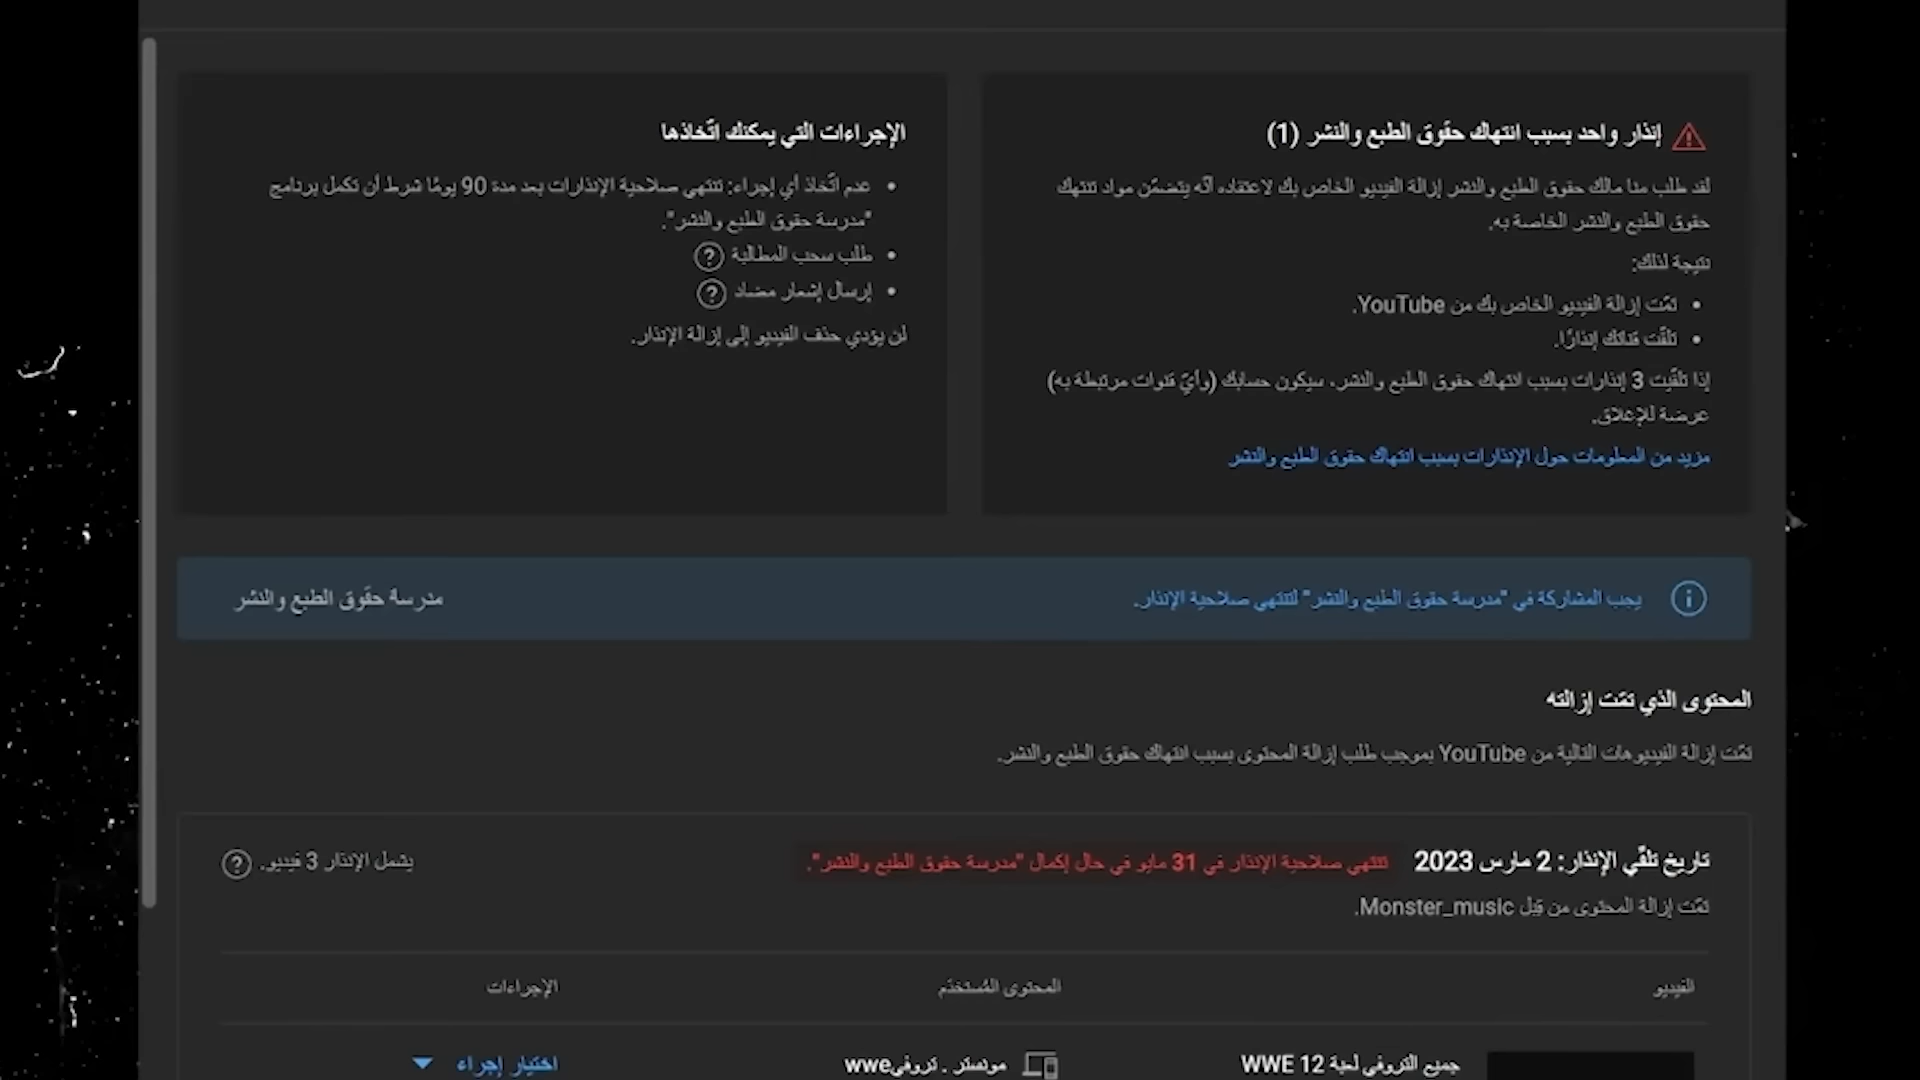 إنذار واحد بسبب انتهاك حقوق الطبع والنشر (1)
لقد طلب منا مالك حقوق الطبع والنشر إزالة الفيديو الخاص بك لاعتقاده أنّه يتضمّن مواد تنتهك
حقوق الطبع والنشر الخاصة به.
نتيجة لذلك:
• تمّت إزالة الفيديو الخاص بك من YouTube.
• تلقّت قناتك إنذارًا.
إذا تلقّيت 3 إنذارات بسبب انتهاك حقوق الطبع والنشر، سيكون حسابك (وأيّ قنوات مرتبطة به)
عرضة للإغلاق.
مزيد من المعلومات حول الإنذارات بسبب انتهاك حقوق الطبع والنشر
الإجراءات التي يمكنك اتّخاذها
• عدم اتّخاذ أي إجراء: تنتهي صلاحية الإنذارات بعد مدة 90 يومًا شرط أن تكمل برنامج
"مدرسة حقوق الطبع والنشر".
• طلب سحب المطالبة
• إرسال إشعار مضاد
لن يؤدي حذف الفيديو إلى إزالة الإنذار.
يجب المشاركة في "مدرسة حقوق الطبع والنشر" لتنتهي صلاحية الإنذار.
مدرسة حقوق الطبع والنشر
المحتوى الذي تمّت إزالته
تمّت إزالة الفيديوهات التالية من YouTube بموجب طلب إزالة المحتوى بسبب انتهاك حقوق الطبع والنشر.
تاريخ تلقّي الإنذار: 2 مارس 2023 تنتهي صلاحية الإنذار في 31 مايو في حال إكمال "مدرسة حقوق الطبع والنشر".
يشمل الإنذار 3 فيديو.
تمّت إزالة المحتوى من قِبل Monster_music.
الفيديو المحتوى المُستخدَم الإجراءات
جميع التروفي لعبة WWE 12 مونستر . تروفيwwe اختيار إجراء